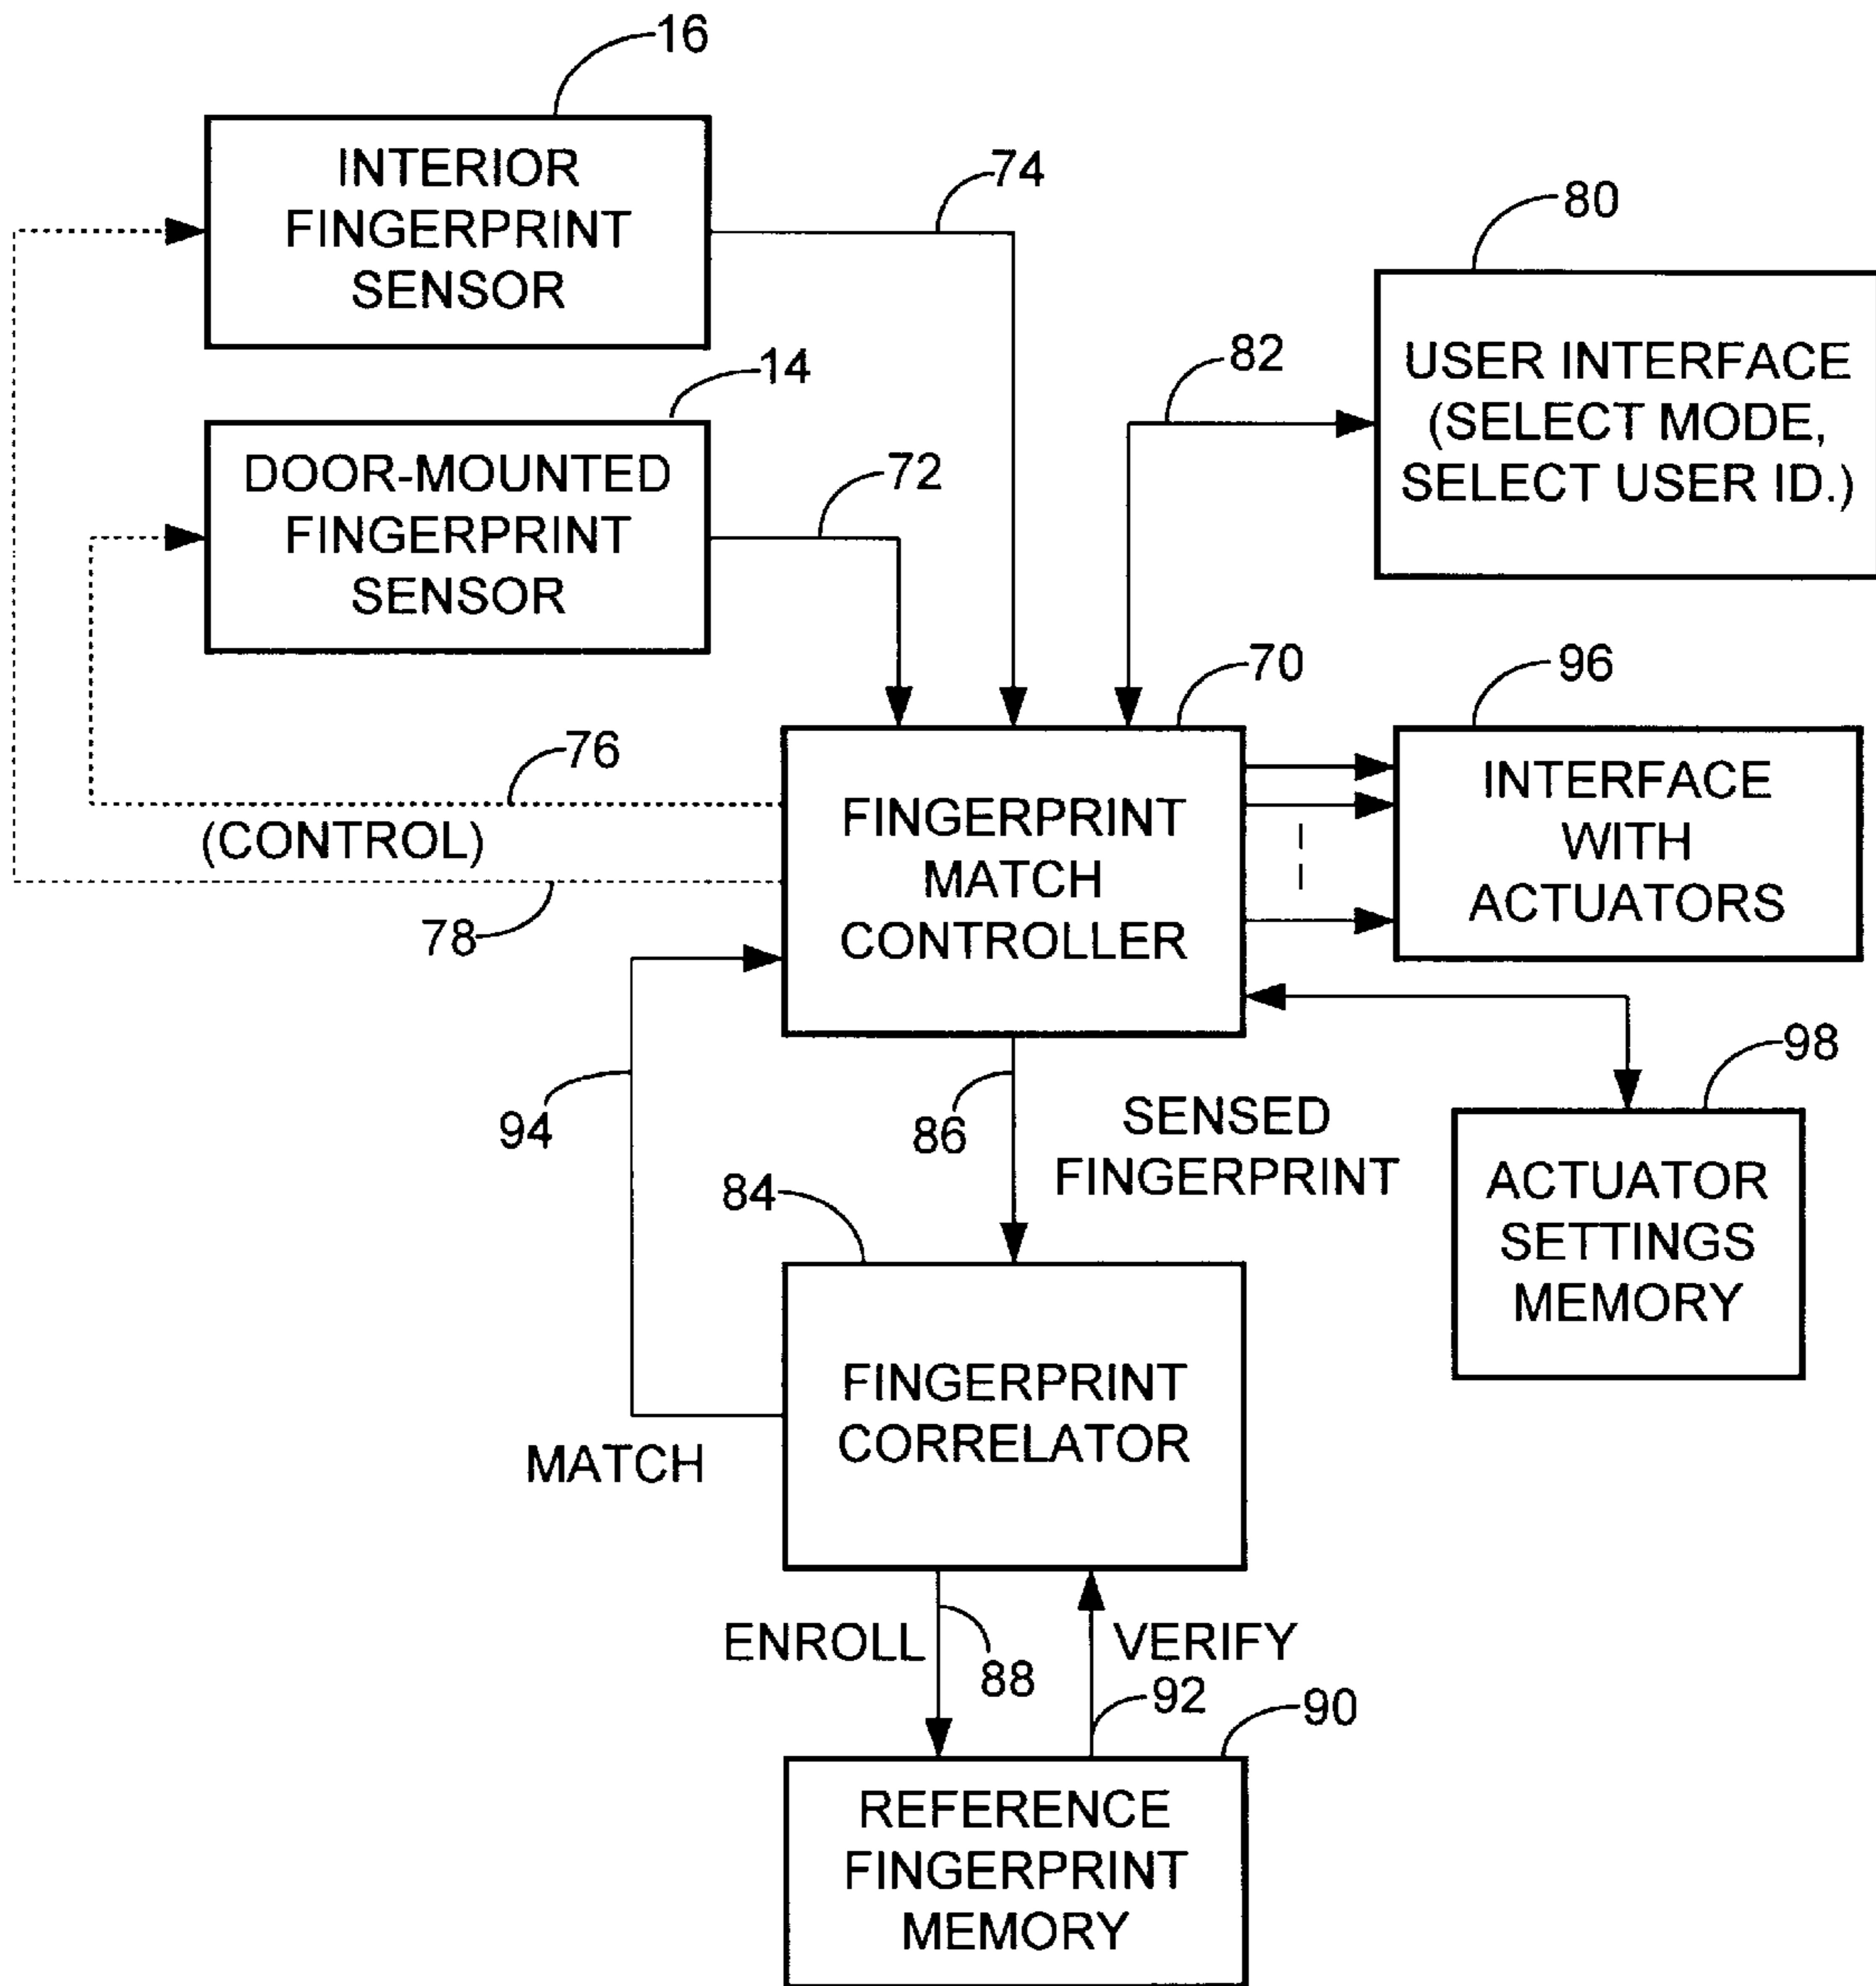 16
INTERIOR
FINGERPRINT
SENSOR
74
80
USER INTERFACE
(SELECT MODE,
SELECT USER ID.)
82
14
DOOR-MOUNTED
FINGERPRINT
SENSOR
72
70
96
76
(CONTROL)
78
FINGERPRINT
MATCH
CONTROLLER
INTERFACE
WITH
ACTUATORS
94
86
SENSED
FINGERPRINT
98
ACTUATOR
SETTINGS
MEMORY
84
FINGERPRINT
CORRELATOR
MATCH
ENROLL
88
VERIFY
92
90
REFERENCE
FINGERPRINT
MEMORY